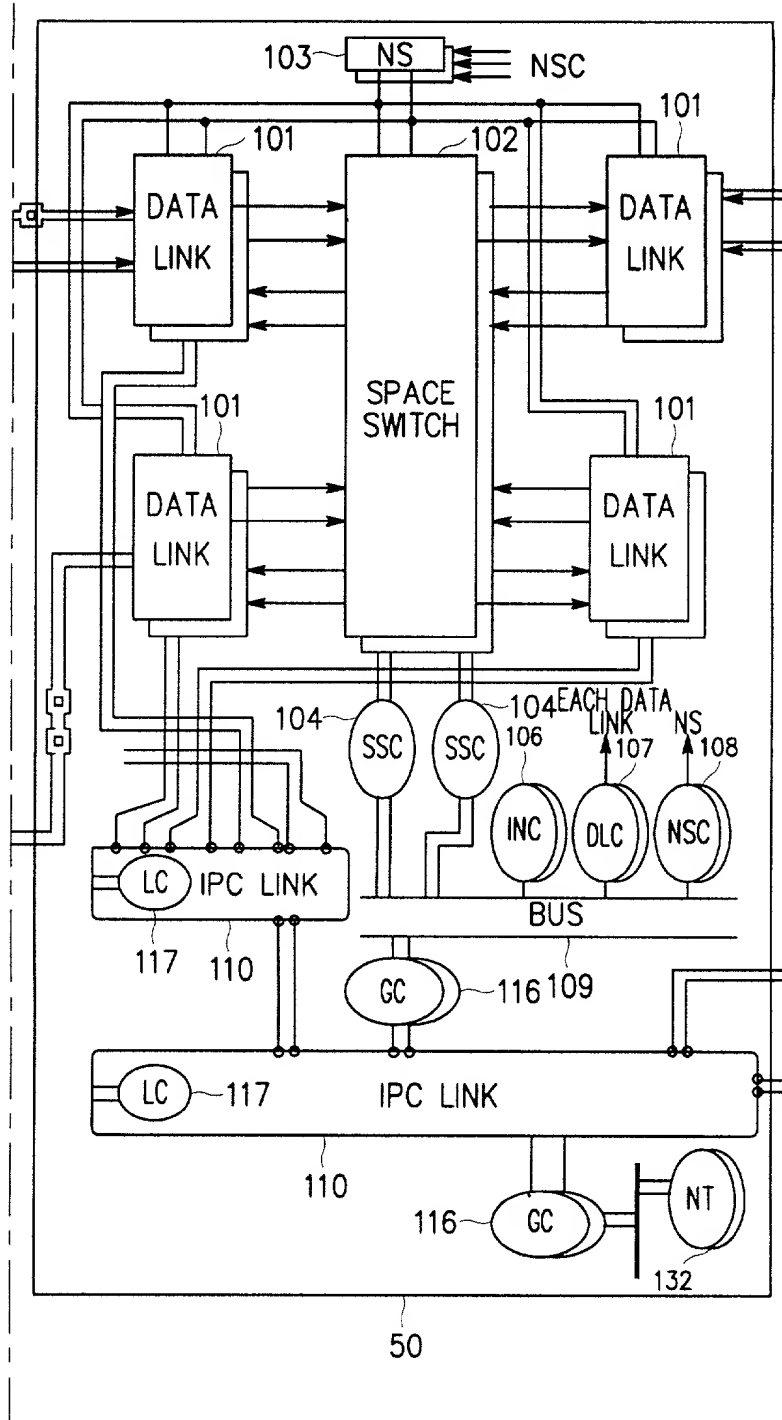 103
NS
NSC
101
102
101
DATA
LINK
DATA
LINK
SPACE
SWITCH
101
101
DATA
LINK
DATA
LINK
104
SSC
104
SSC
EACH DATA
LINK
NS
106
107
108
INC
DLC
NSC
LC
IPC LINK
BUS
117
110
109
GC
116
LC
117
IPC LINK
110
116
GC
NT
132
50